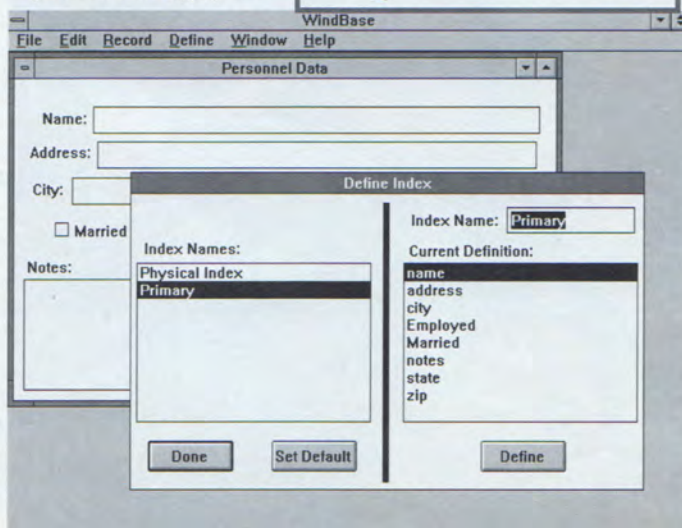 WindBase
File Edit Record Define Window Help
Personnel Data
Name:
Address:
City:
Married
Notes:
Define Index
Index Names:
Physical Index
Primary
Done
Set Default
Index Name: Primary
Current Definition:
name
address
city
Employed
Married
notes
state
zip
Define